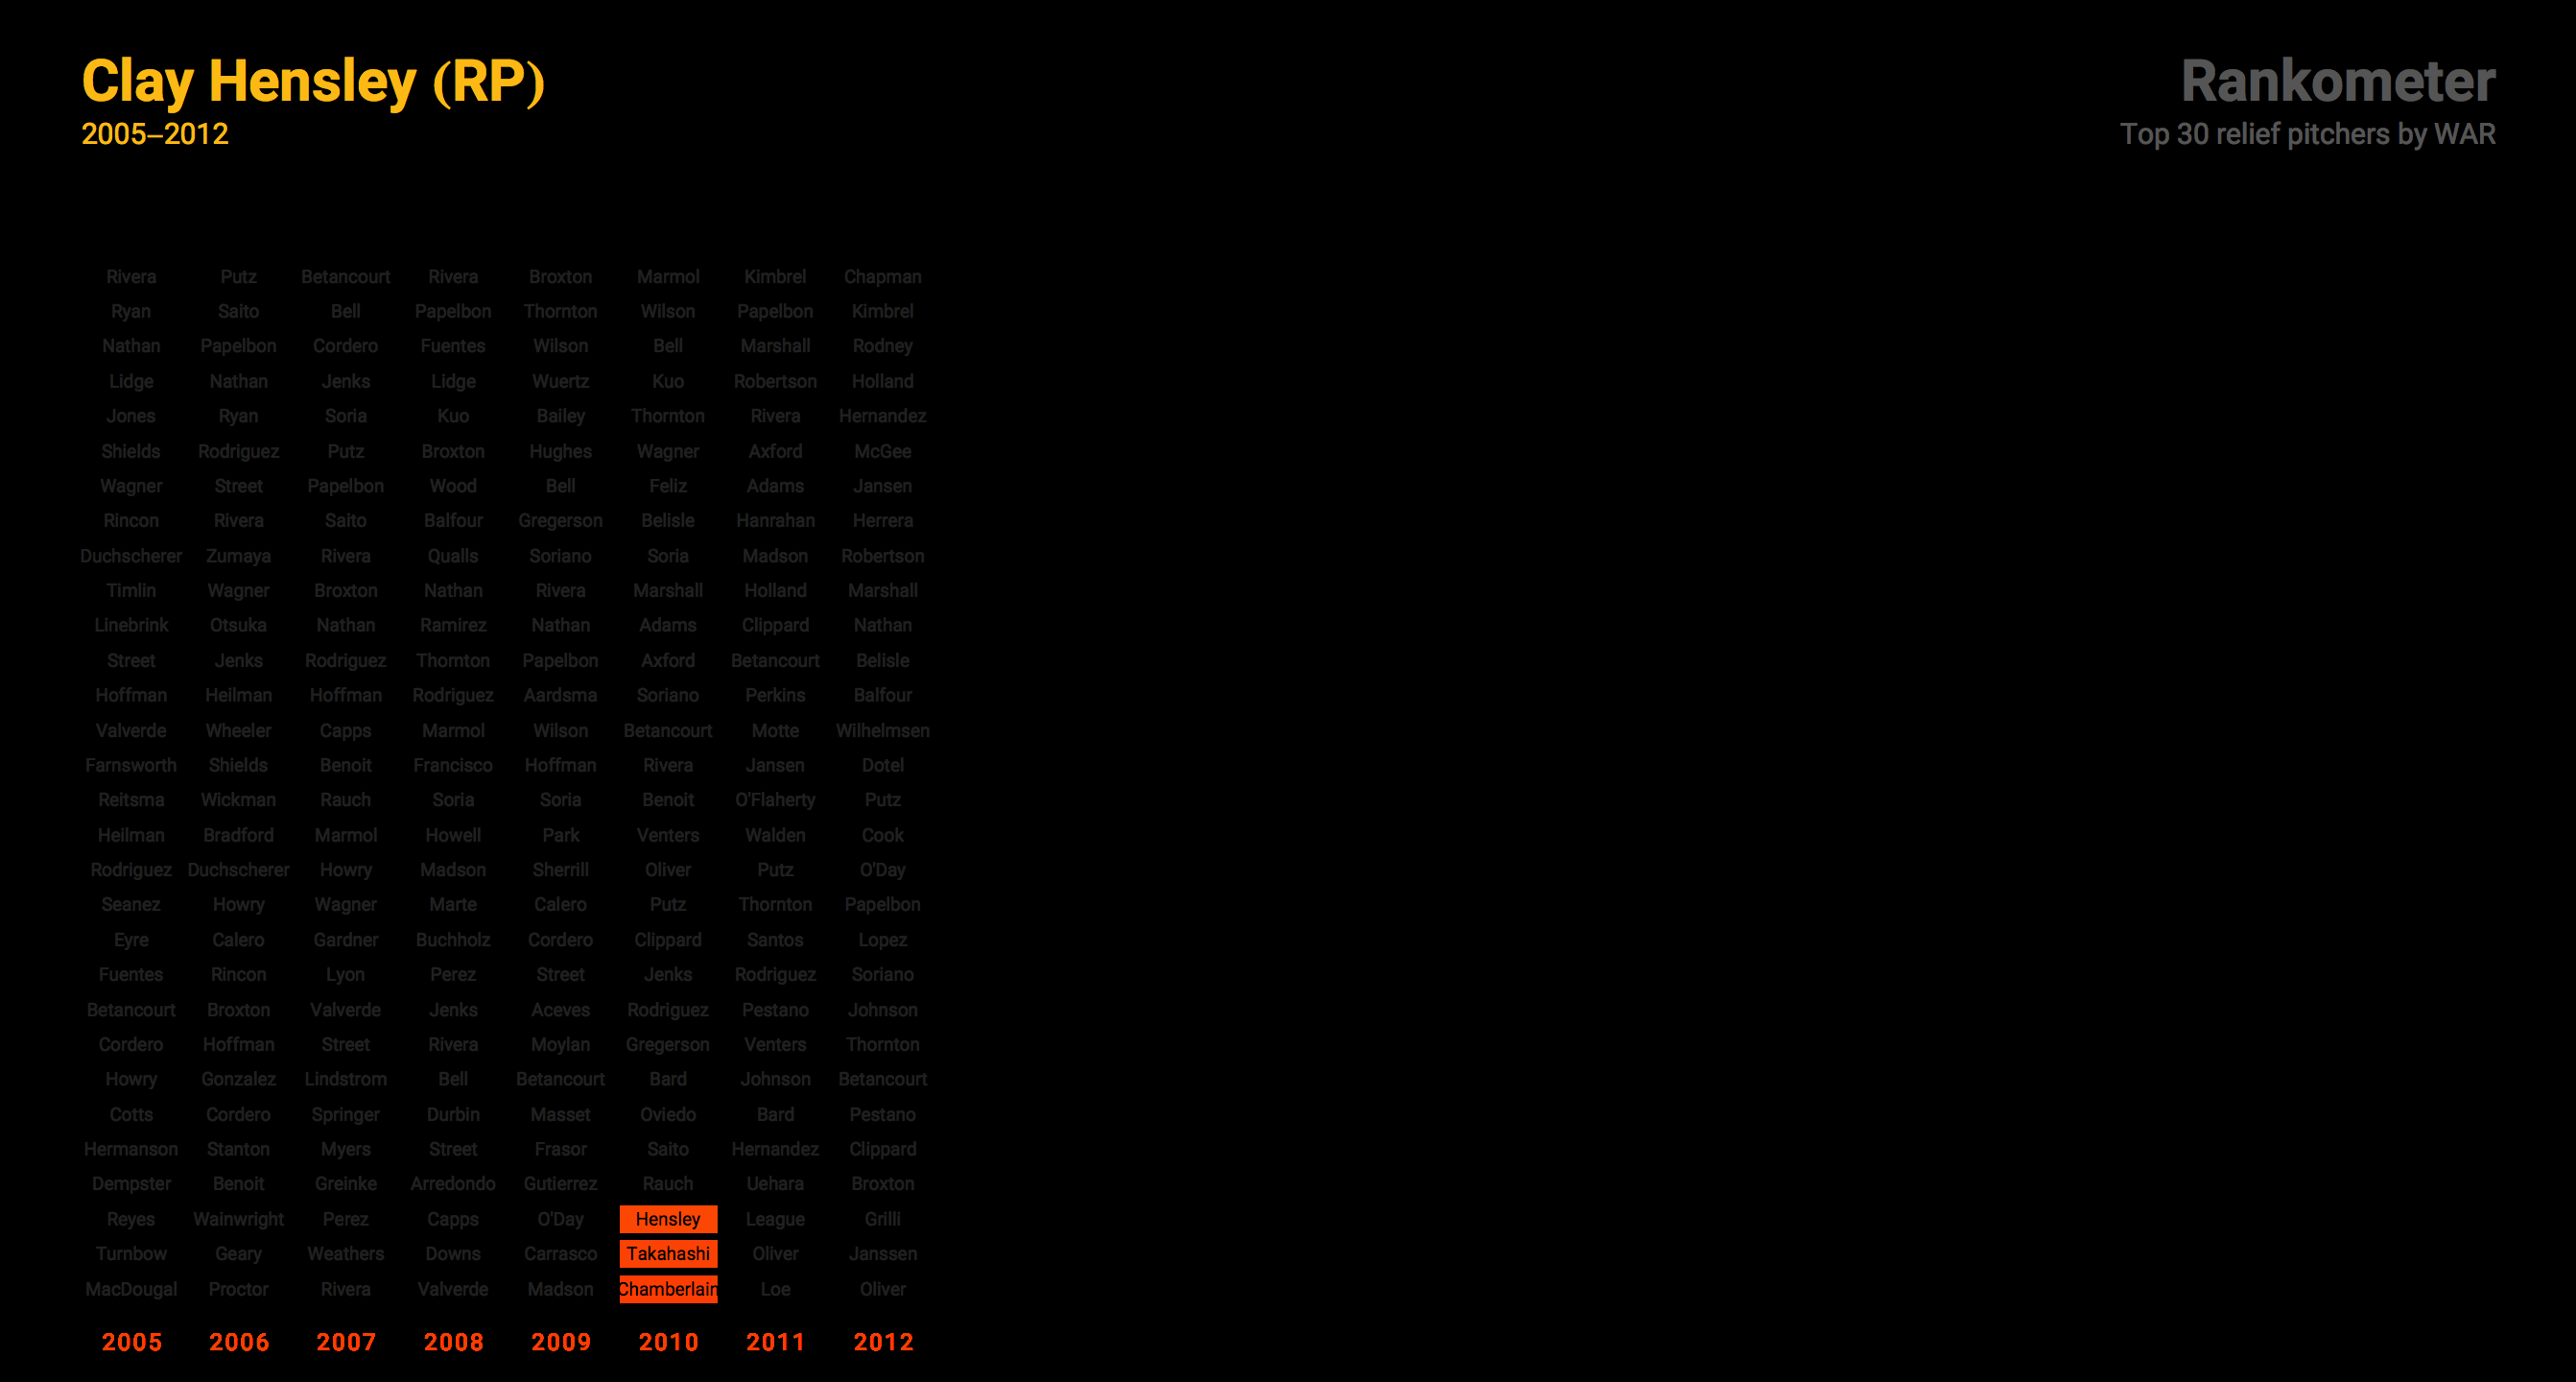 Clay Hensley (RP)
2005–2012
Rankometer
Top 30 relief pitchers by WAR
Rivera Putz Betancourt Rivera Broxton Marmol Kimbrel Chapman
Ryan Saito Bell Papelbon Thornton Wilson Papelbon Kimbrel
Nathan Papelbon Cordero Fuentes Wilson Bell Marshall Rodney
Lidge Nathan Jenks Lidge Wuertz Kuo Robertson Holland
Jones Ryan Soria Kuo Bailey Thornton Rivera Hernandez
Shields Rodriguez Putz Broxton Hughes Wagner Axford McGee
Wagner Street Papelbon Wood Bell Feliz Adams Jansen
Rincon Rivera Saito Balfour Gregerson Belisle Hanrahan Herrera
Duchscherer Zumaya Rivera Qualls Soriano Soria Madson Robertson
Timlin Wagner Broxton Nathan Rivera Marshall Holland Marshall
Linebrink Otsuka Nathan Ramirez Nathan Adams Clippard Nathan
Street Jenks Rodriguez Thornton Papelbon Axford Betancourt Belisle
Hoffman Heilman Hoffman Rodriguez Aardsma Soriano Perkins Balfour
Valverde Wheeler Capps Marmol Wilson Betancourt Motte Wilhelmsen
Farnsworth Shields Benoit Francisco Hoffman Rivera Jansen Dotel
Reitsma Wickman Rauch Soria Soria Benoit O'Flaherty Putz
Heilman Bradford Marmol Howell Park Venters Walden Cook
Rodriguez Duchscherer Howry Madson Sherrill Oliver Putz O'Day
Seanez Howry Wagner Marte Calero Putz Thornton Papelbon
Eyre Calero Gardner Buchholz Cordero Clippard Santos Lopez
Fuentes Rincon Lyon Perez Street Jenks Rodriguez Soriano
Betancourt Broxton Valverde Jenks Aceves Rodriguez Pestano Johnson
Cordero Hoffman Street Rivera Moylan Gregerson Venters Thornton
Howry Gonzalez Lindstrom Bell Betancourt Bard Johnson Betancourt
Cotts Cordero Springer Durbin Masset Oviedo Bard Pestano
Hermanson Stanton Myers Street Frasor Saito Hernandez Clippard
Dempster Benoit Greinke Arredondo Gutierrez Rauch Uehara Broxton
Reyes Wainwright Perez Capps O'Day Hensley League Grilli
Turnbow Geary Weathers Downs Carrasco Takahashi Oliver Janssen
MacDougal Proctor Rivera Valverde Madson Chamberlain Loe Oliver
2005 2006 2007 2008 2009 2010 2011 2012